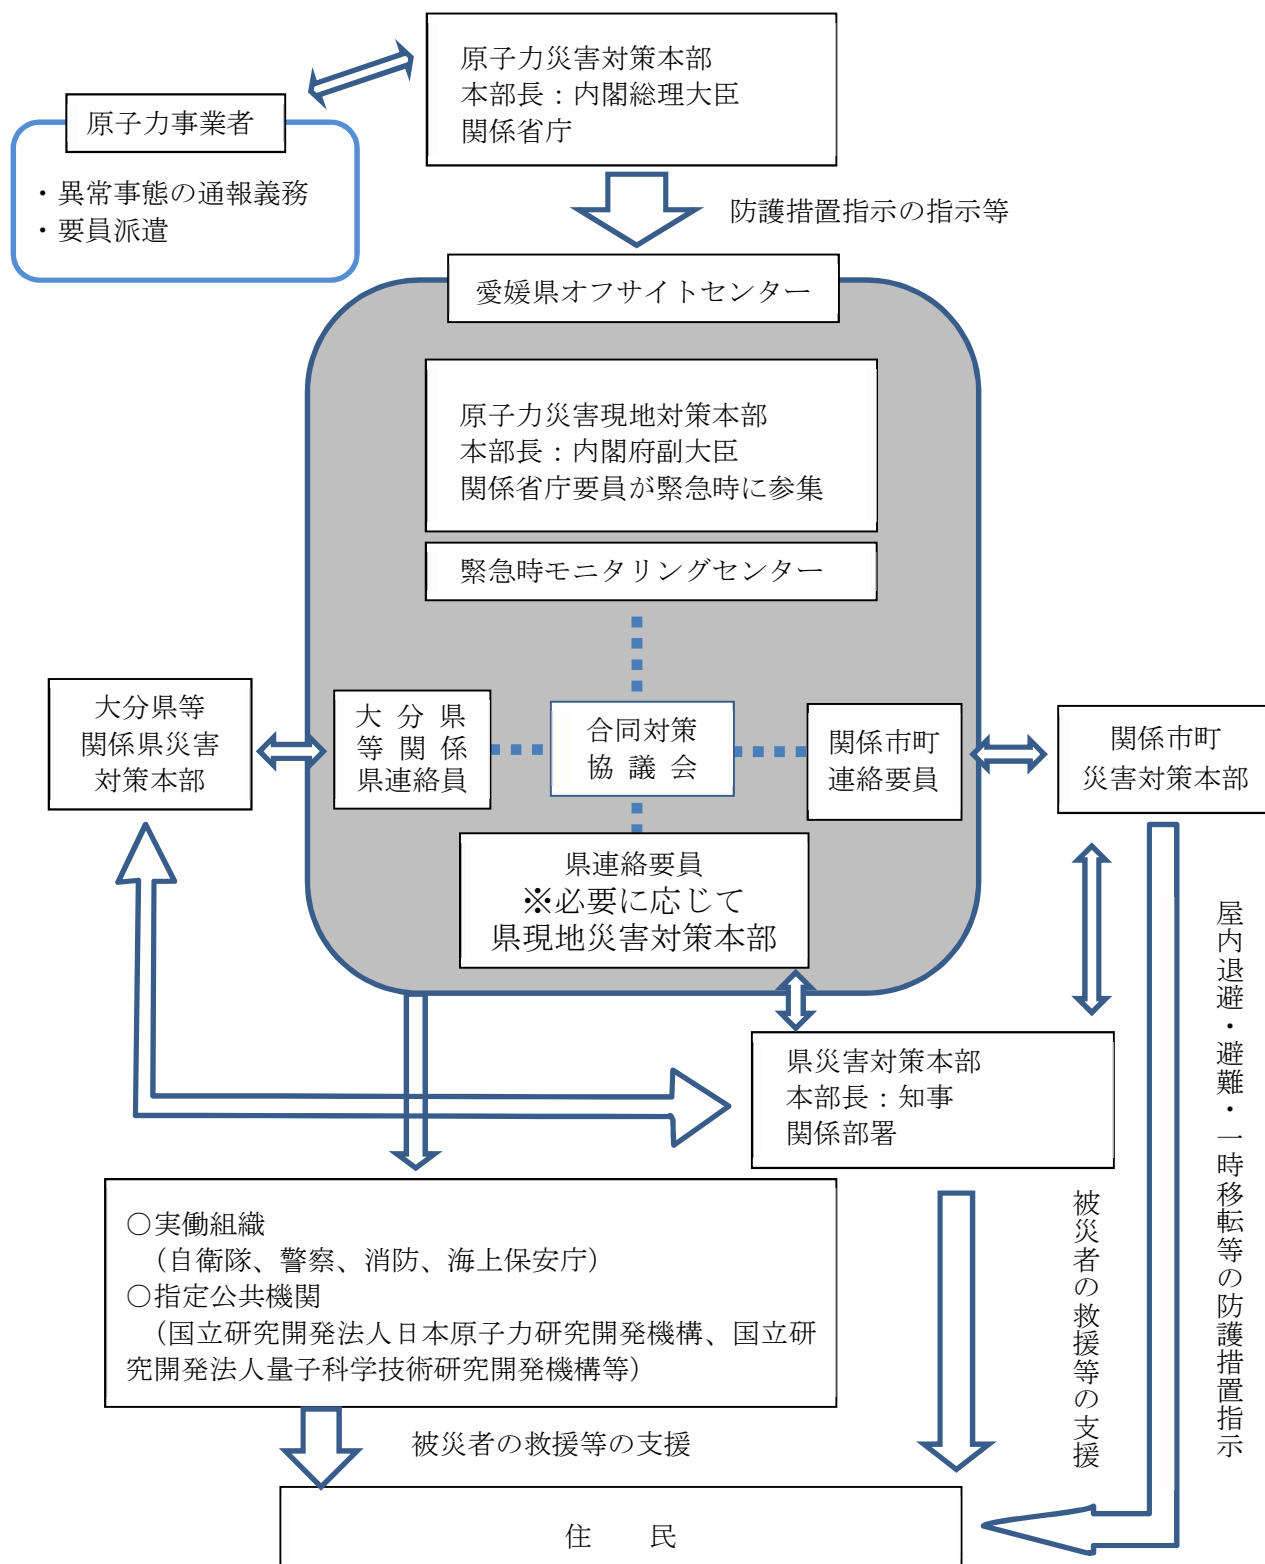 原子力災害対策本部
本部長：内閣総理大臣
関係省庁
原子力事業者
・異常事態の通報義務
・要員派遣
防護措置指示の指示等
愛媛県オフサイトセンター
原子力災害現地対策本部
本部長：内閣府副大臣
関係省庁要員が緊急時に参集
緊急時モニタリングセンター
大分県等
関係県災害
対策本部
大分県
等関係
県連絡員
合同対策
協議会
関係市町
連絡要員
関係市町
災害対策本部
県連絡要員
※必要に応じて
県現地災害対策本部
県災害対策本部
本部長：知事
関係部署
屋内退避・避難・一時移転等の防護措置指示
被災者の救援等の支援
○実働組織
（自衛隊、警察、消防、海上保安庁）
○指定公共機関
（国立研究開発法人日本原子力研究開発機構、国立研
究開発法人量子科学技術研究開発機構等）
被災者の救援等の支援
住　民